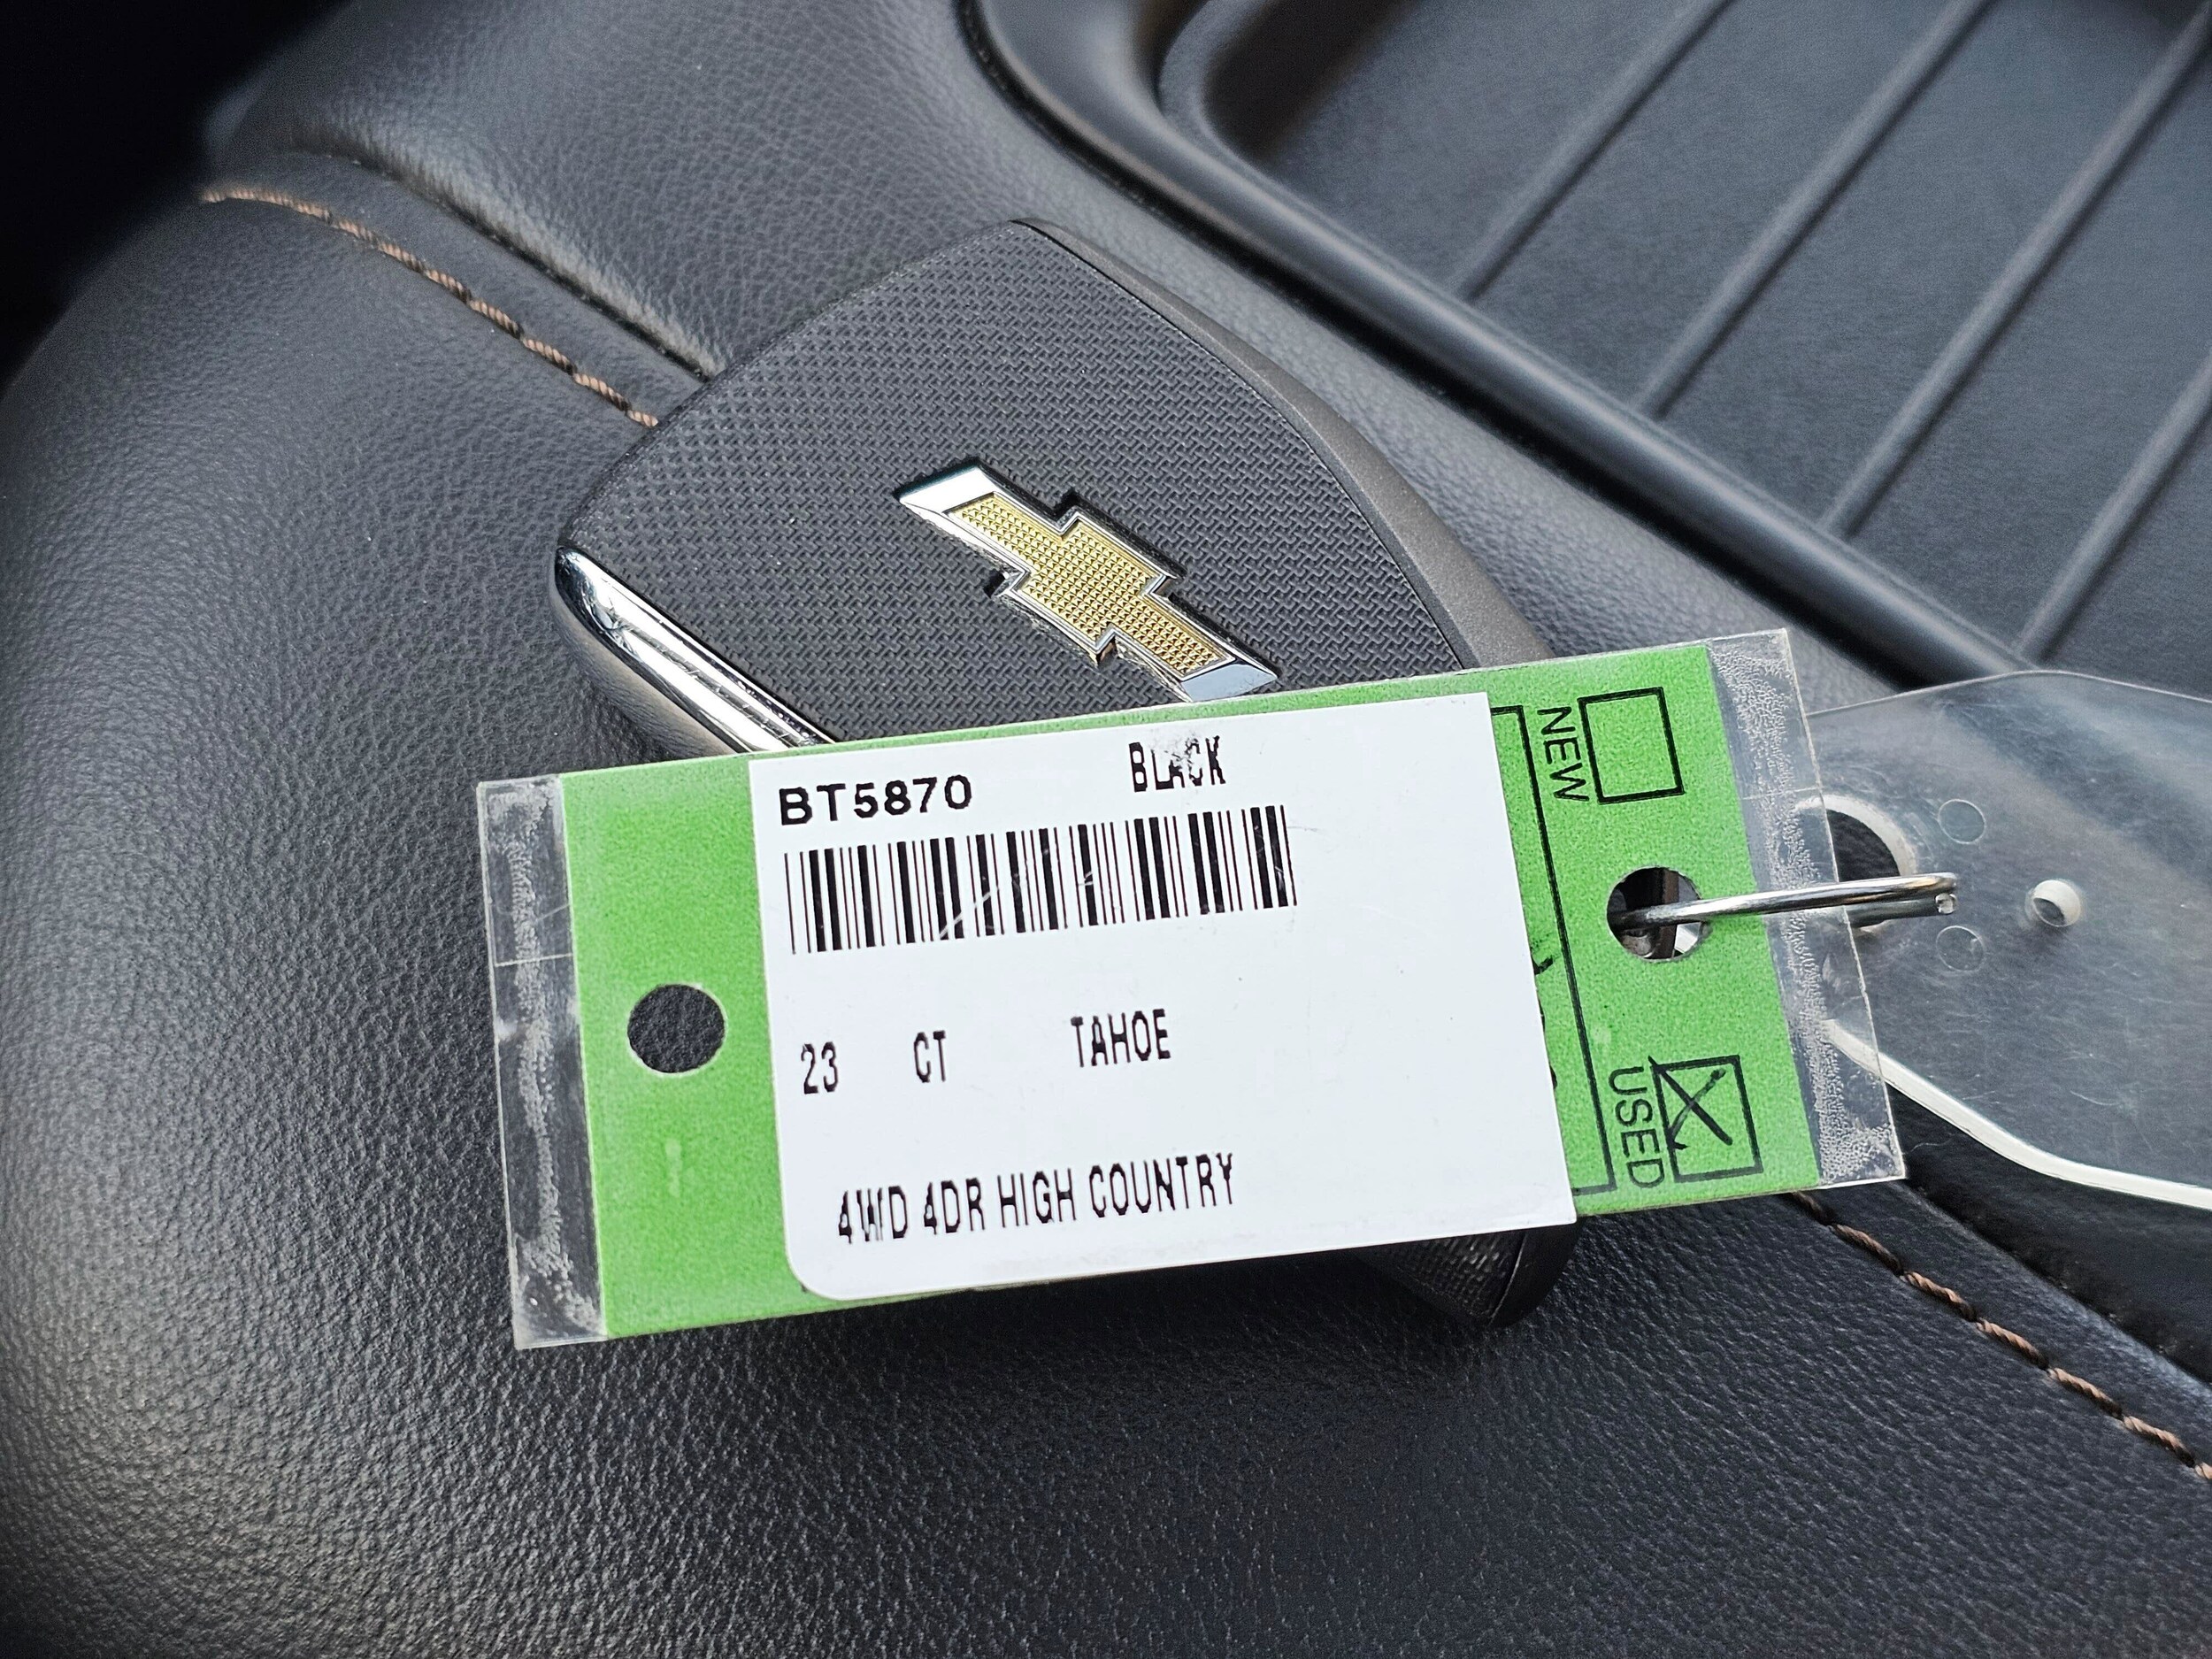 BT5870 BLACK
23 CT TAHOE
4WD 4DR HIGH COUNTRY
NEW
USED